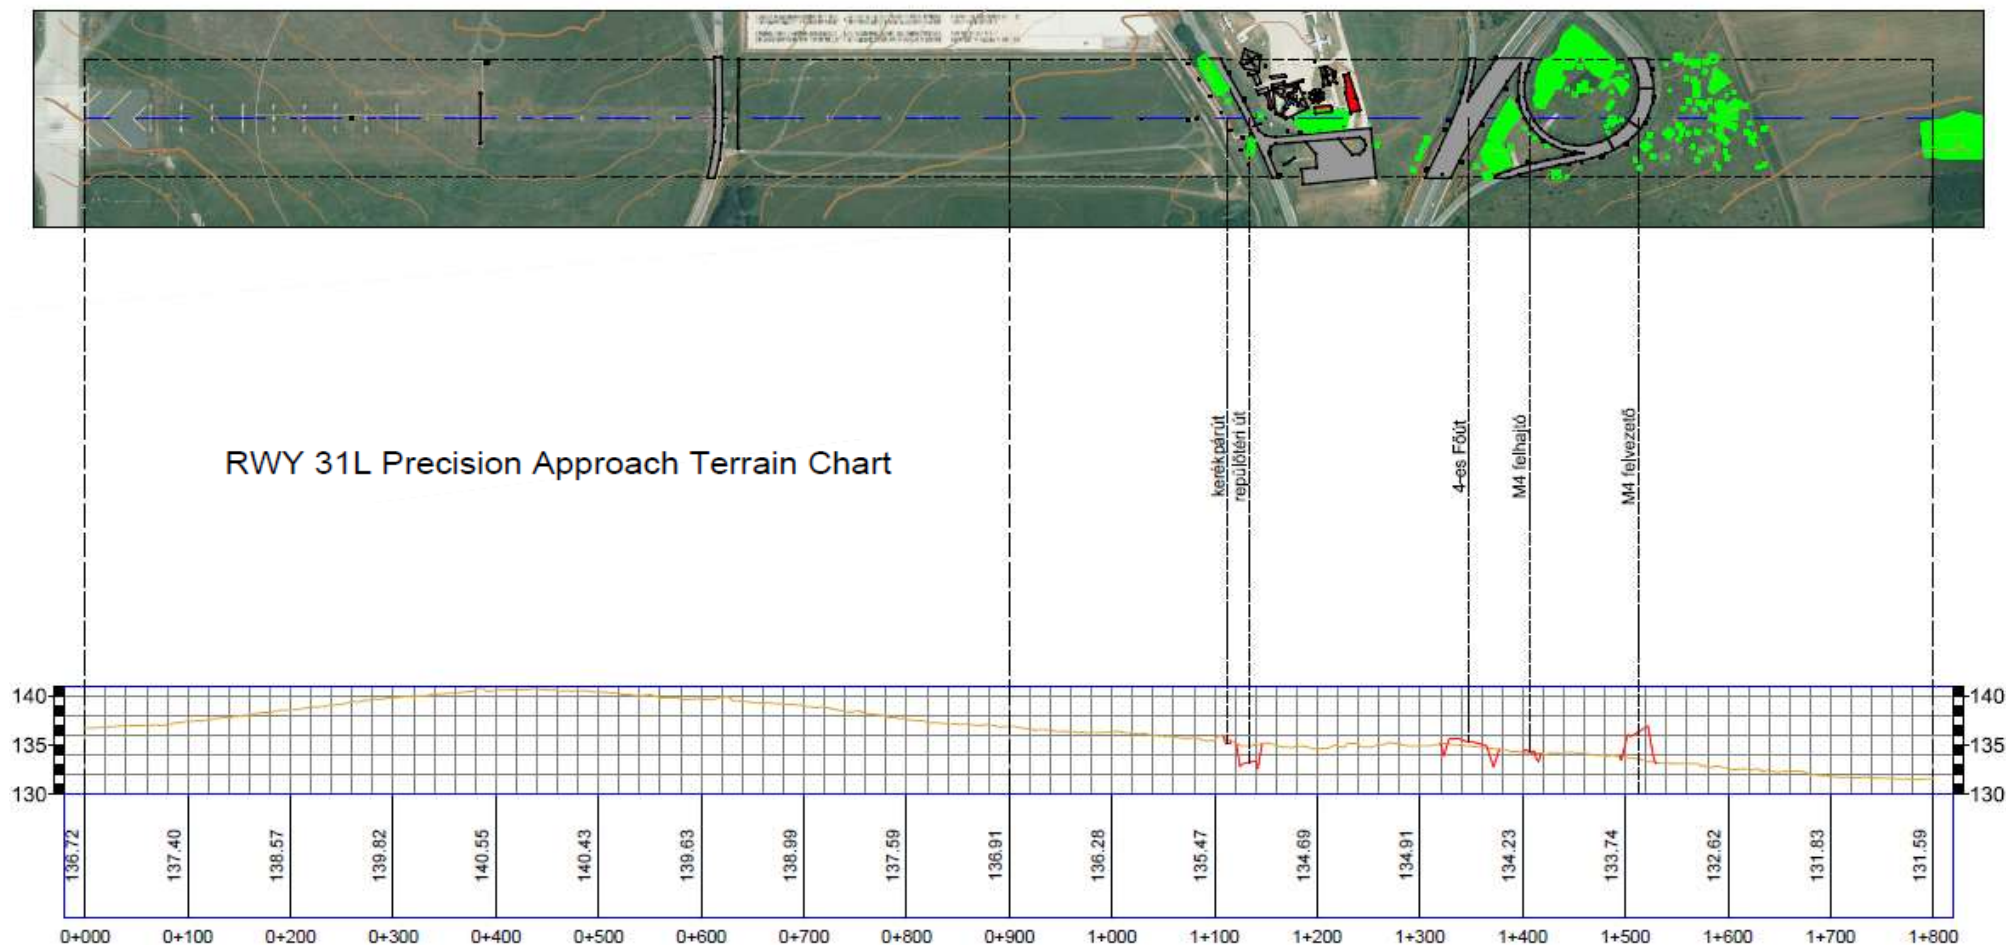 kerékpárút
repülőtéri út
4-es Főút
M4 felhajtó
M4 felvezető
RWY 31L Precision Approach Terrain Chart
140 140
135 135
130 130
136.72 137.40 138.57 139.82 140.55 140.43 139.63 138.99 137.59 136.91 136.28 135.47 134.69 134.91 134.23 133.74 132.62 131.83 131.59
0+000 0+100 0+200 0+300 0+400 0+500 0+600 0+700 0+800 0+900 1+000 1+100 1+200 1+300 1+400 1+500 1+600 1+700 1+800